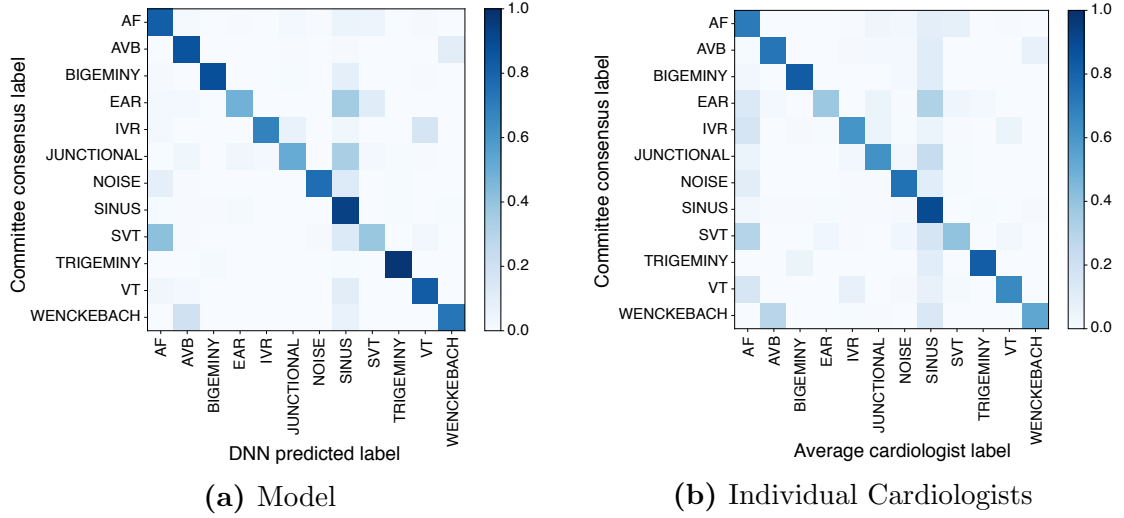 Committee consensus label
AF
AVB
BIGEMINY
EAR
IVR
JUNCTIONAL
NOISE
SINUS
SVT
TRIGEMINY
VT
WENCKEBACH
AF
AVB
BIGEMINY
EAR
IVR
JUNCTIONAL
NOISE
SINUS
SVT
TRIGEMINY
VT
WENCKEBACH
DNN predicted label
1.0
0.8
0.6
0.4
0.2
0.0
(a) Model
Committee consensus label
AF
AVB
BIGEMINY
EAR
IVR
JUNCTIONAL
NOISE
SINUS
SVT
TRIGEMINY
VT
WENCKEBACH
AF
AVB
BIGEMINY
EAR
IVR
JUNCTIONAL
NOISE
SINUS
SVT
TRIGEMINY
VT
WENCKEBACH
Average cardiologist label
1.0
0.8
0.6
0.4
0.2
0.0
(b) Individual Cardiologists